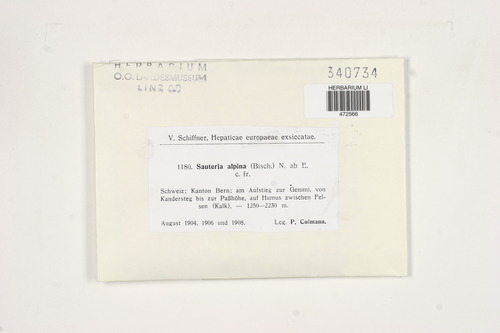 HERBARIUM
O.Ö. LANDESMUSEUM
LINZ
340734
HERBARIUM LI
472566
V. Schiffner, Hepaticae europaeae exsiccatae.
1180. Sauteria alpina (Bisch.) N. ab E.
c. fr.
Schweiz: Kanton Bern; am Aufstieg zur Gemmi, von
Kandersteg bis zur Paßhöhe, auf Humus zwischen Fel-
sen (Kalk). — 1250—2230 m.
August 1904, 1906 und 1908.
Leg. P. Culmann.